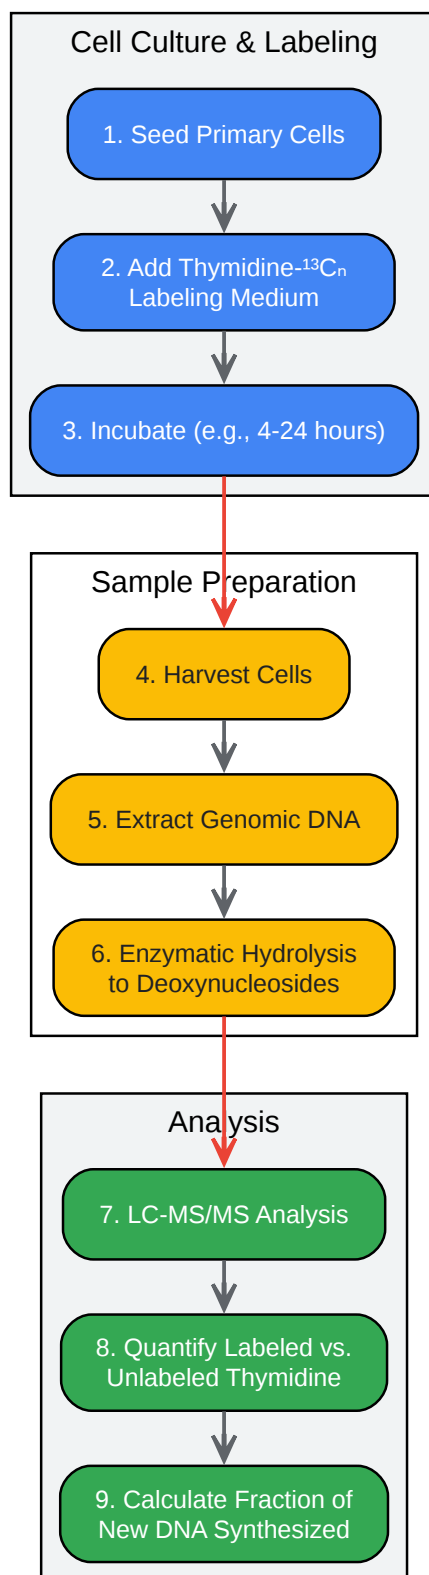 Cell Culture & Labeling
1. Seed Primary Cells
2. Add Thymidine-¹³Cₙ
Labeling Medium
3. Incubate (e.g., 4-24 hours)
Sample Preparation
4. Harvest Cells
5. Extract Genomic DNA
6. Enzymatic Hydrolysis
to Deoxynucleosides
Analysis
7. LC-MS/MS Analysis
8. Quantify Labeled vs.
Unlabeled Thymidine
9. Calculate Fraction of
New DNA Synthesized